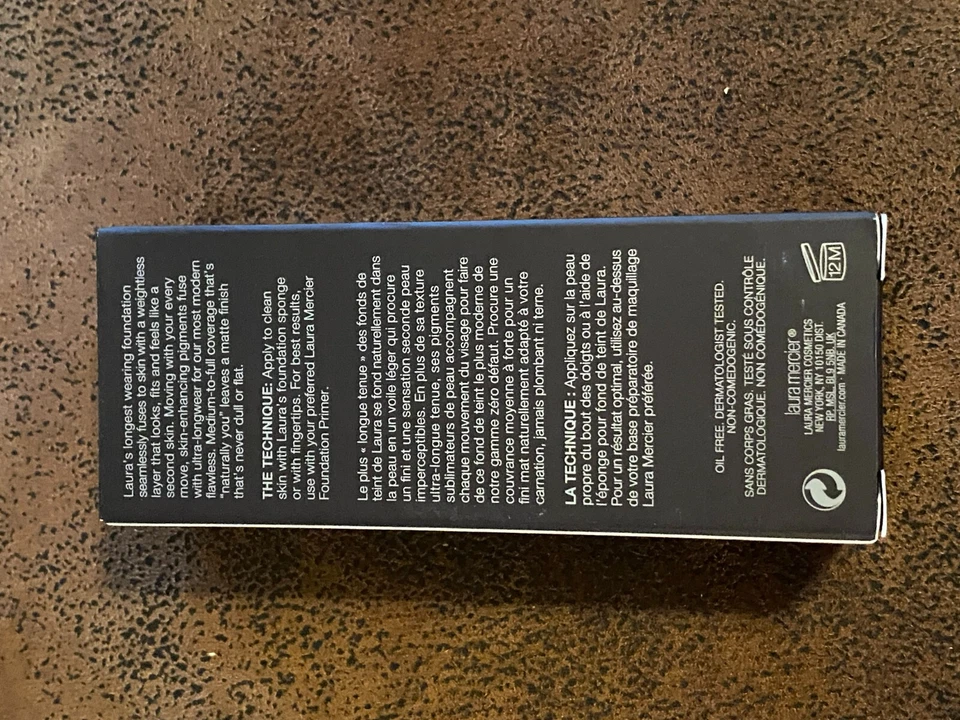 Laura's longest wearing foundation
seamlessly fuses to skin with a weightless
layer that looks, fits and feels like a
second skin. Moving with your every
move, skin-enhancing pigments fuse
with ultra-longwear for our most modern
flawless. Medium-to-full coverage that's
"naturally you" leaves a matte finish
that's never dull or flat.
THE TECHNIQUE: Apply to clean
skin with Laura's foundation sponge
or with fingertips. For best results,
use with your preferred Laura Mercier
Foundation Primer.
Le plus « longue tenue » des fonds de
teint de Laura se fond naturellement dans
la peau en un voile léger qui procure
un fini et une sensation seconde peau
imperceptibles. En plus de sa texture
ultra-longue tenue, ses pigments
sublimateurs de peau accompagnent
chaque mouvement du visage pour faire
de ce fond de teint le plus moderne de
notre gamme zéro défaut. Procure une
couvrance moyenne à forte pour un
fini mat naturellement adapté à votre
carnation, jamais plombant ni terne.
LA TECHNIQUE : Appliquez sur la peau
propre du bout des doigts ou à l'aide de
l'éponge pour fond de teint de Laura.
Pour un résultat optimal, utilisez au-dessus
de votre base préparatoire de maquillage
Laura Mercier préférée.
OIL FREE. DERMATOLOGIST TESTED.
NON-COMEDOGENIC.
SANS CORPS GRAS. TESTÉ SOUS CONTRÔLE
DERMATOLOGIQUE. NON COMÉDOGÉNIQUE.
laura mercier®
LAURA MERCIER COSMETICS
NEW YORK, NY 10150 DIST.
RP, MSL, BL9 5NB, UK
lauramercier.com · MADE IN CANADA
12M